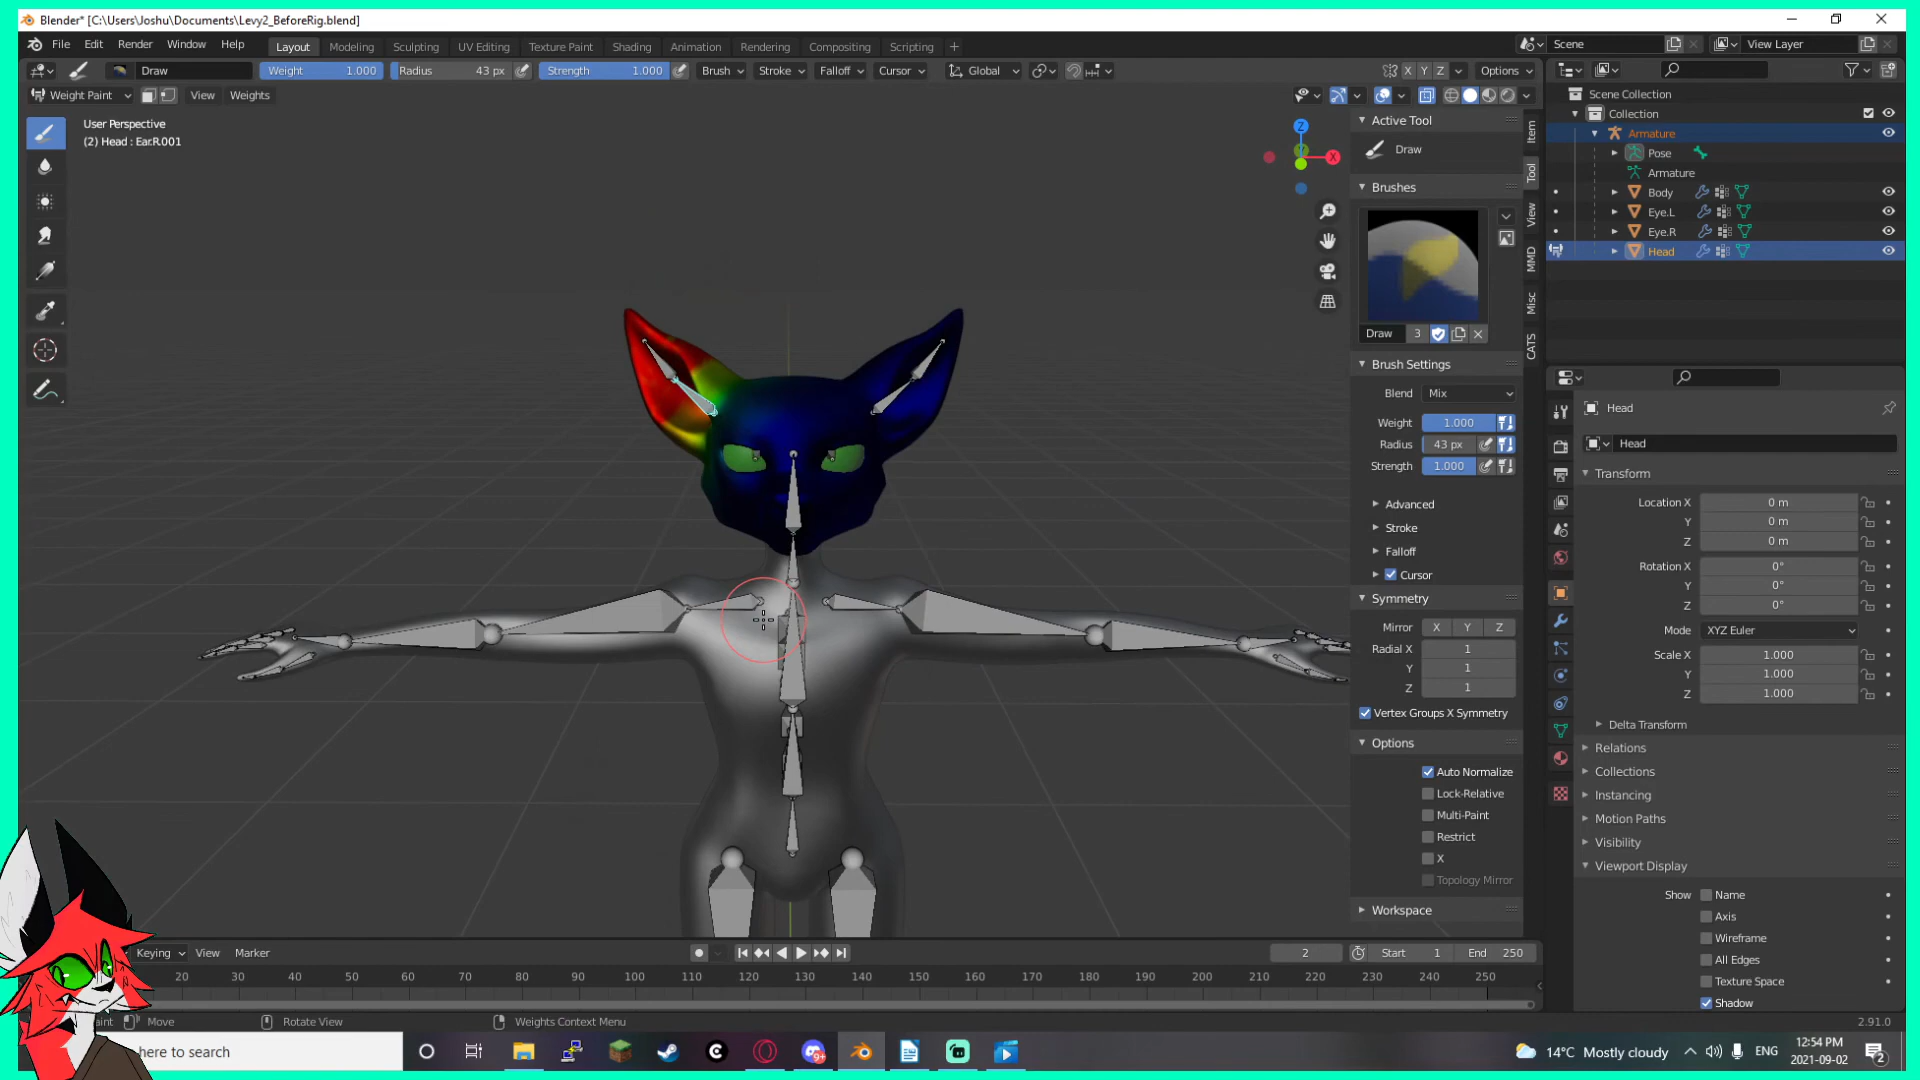 Blender* [C:\Users\Joshu\Documents\Levy2_BeforeRig.blend]
File Edit Render Window Help Layout Modeling Sculpting UV Editing Texture Paint Shading Animation Rendering Compositing Scripting + Scene View Layer
Draw Weight 1.000 Radius 43 px Strength 1.000 Brush Stroke Falloff Cursor Global X Y Z Options
Weight Paint View Weights
User Perspective
(2) Head : Ear.R.001
Z
X
Active Tool
Draw
Brushes
Draw 3
Brush Settings
Blend Mix
Weight 1.000
Radius 43 px
Strength 1.000
Advanced
Stroke
Falloff
Cursor
Symmetry
Mirror X Y Z
Radial X 1
Y 1
Z 1
Vertex Groups X Symmetry
Options
Auto Normalize
Lock-Relative
Multi-Paint
Restrict
X
Topology Mirror
Workspace
Item
Tool
View
MMD
Misc
CATS
Scene Collection
Collection
Armature
Pose
Armature
Body
Eye.L
Eye.R
Head
Head
Head
Transform
Location X 0 m
Y 0 m
Z 0 m
Rotation X 0°
Y 0°
Z 0°
Mode XYZ Euler
Scale X 1.000
Y 1.000
Z 1.000
Delta Transform
Relations
Collections
Instancing
Motion Paths
Visibility
Viewport Display
Show Name
Axis
Wireframe
All Edges
Texture Space
Shadow
Keying View Marker 2 Start 1 End 250
20 30 40 50 60 70 80 90 100 110 120 130 140 150 160 170 180 190 200 210 220 230 240 250
Move Rotate View Weights Context Menu 2.91.0
here to search 9+ 14°C Mostly cloudy ENG 12:54 PM
2021-09-02 2